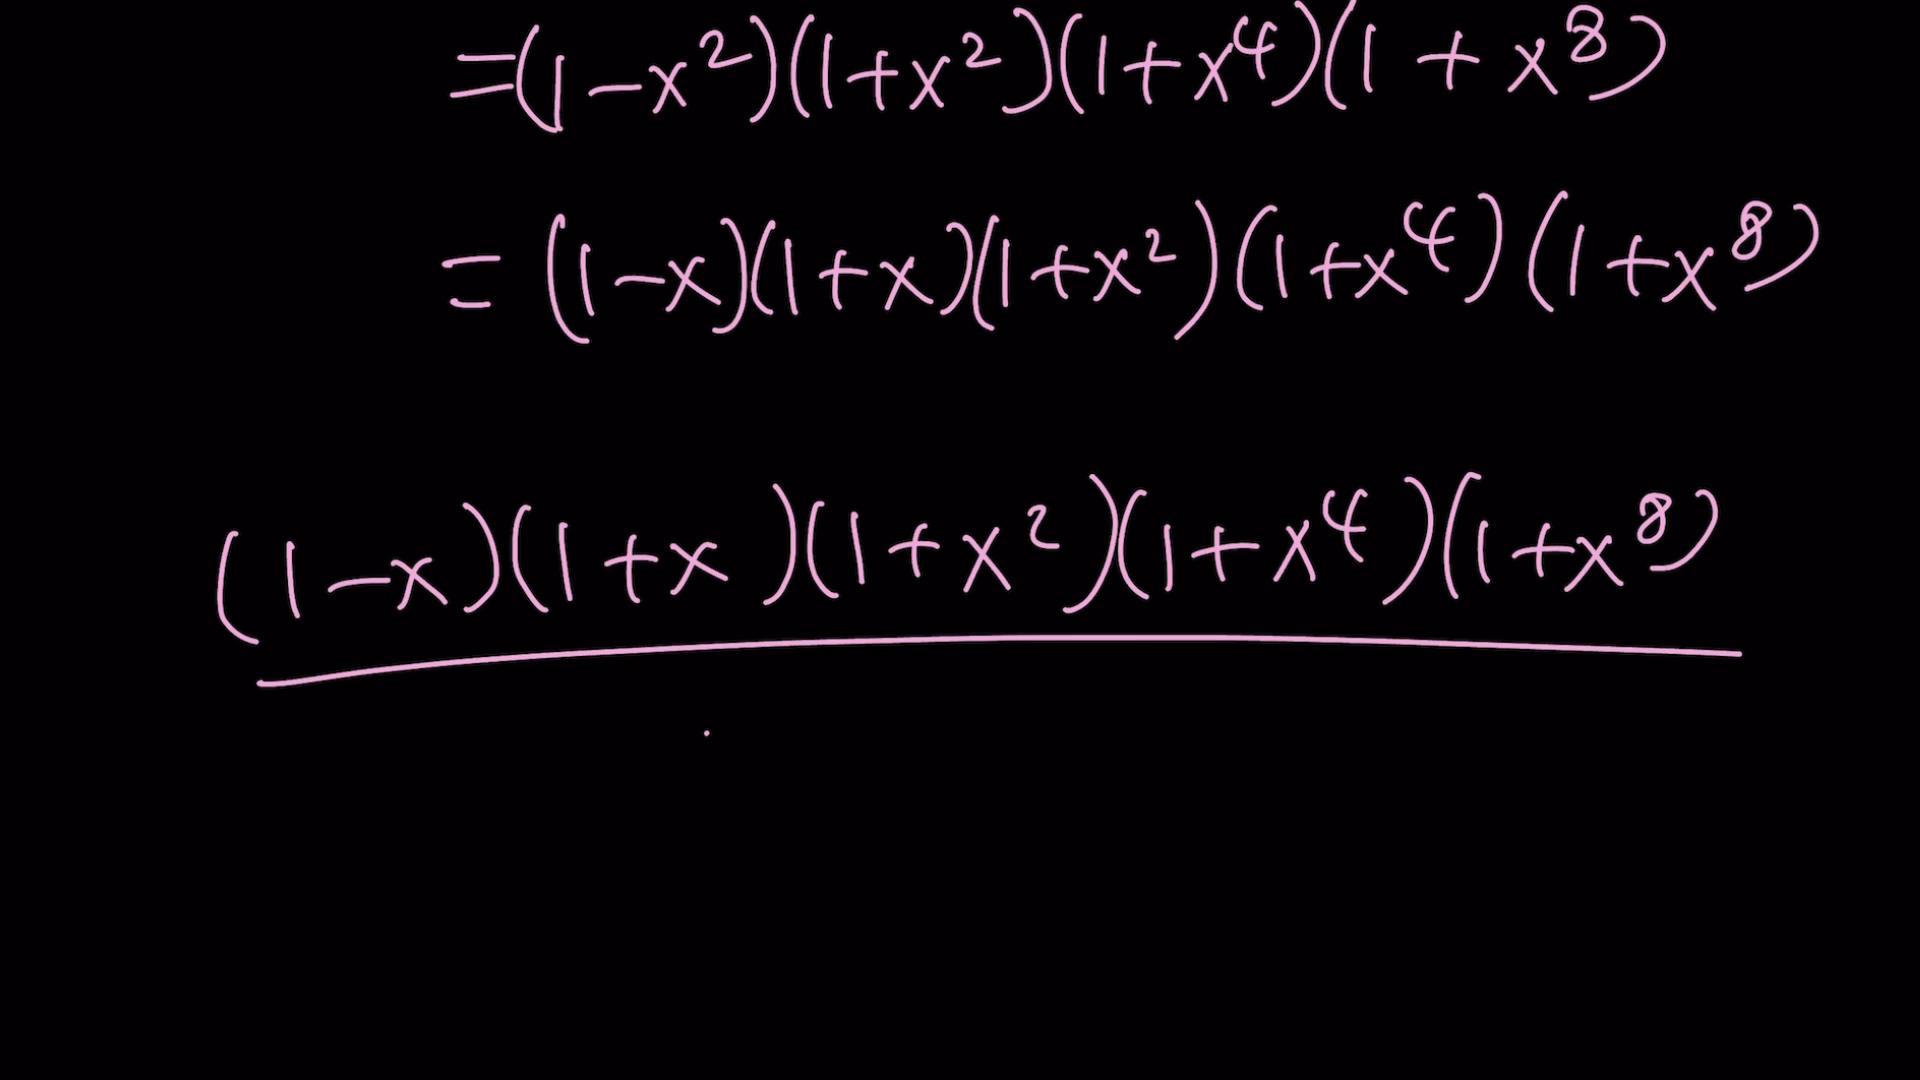 =(1-x²)(1+x²)(1+x⁴)(1+x⁸)
=(1-x)(1+x)(1+x²)(1+x⁴)(1+x⁸)
(1-x)(1+x)(1+x²)(1+x⁴)(1+x⁸)